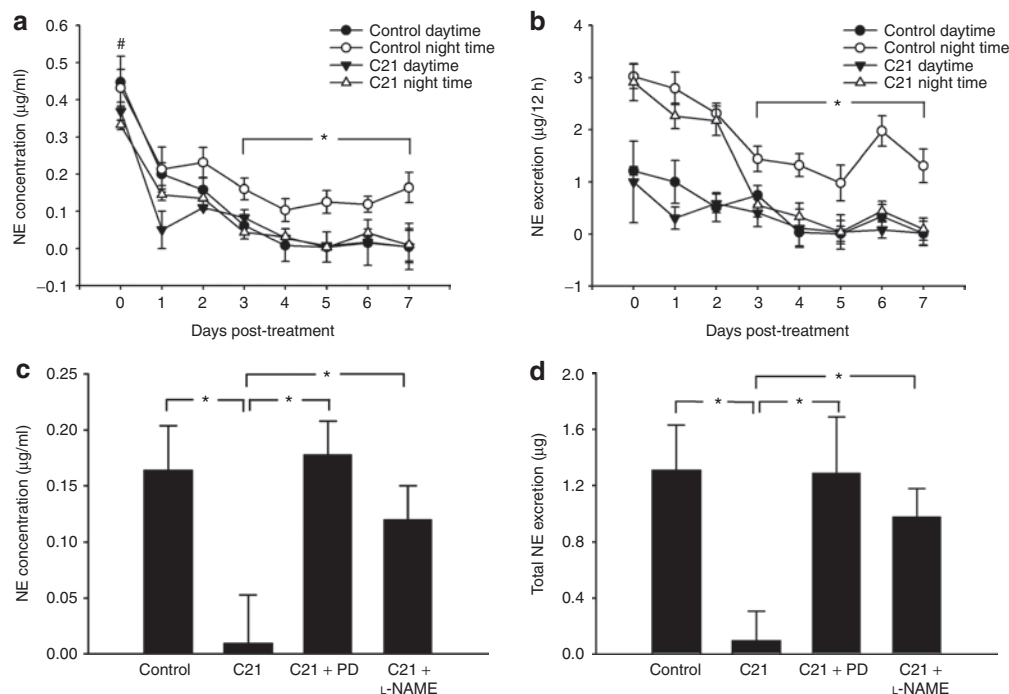 a
NE concentration (µg/ml)
0.6
0.5
0.4
0.3
0.2
0.1
0.0
–0.1
#
*
Control daytime
Control night time
C21 daytime
C21 night time
0 1 2 3 4 5 6 7
Days post-treatment
b
NE excretion (µg/12 h)
4
3
2
1
0
–1
*
Control daytime
Control night time
C21 daytime
C21 night time
0 1 2 3 4 5 6 7
Days post-treatment
c
NE concentration (µg/ml)
0.25
0.20
0.15
0.10
0.05
0.00
*
* *
Control C21 C21 + PD C21 +
L-NAME
d
Total NE excretion (µg)
2.0
1.6
1.2
0.8
0.4
0.0
*
* *
Control C21 C21 + PD C21 +
L-NAME